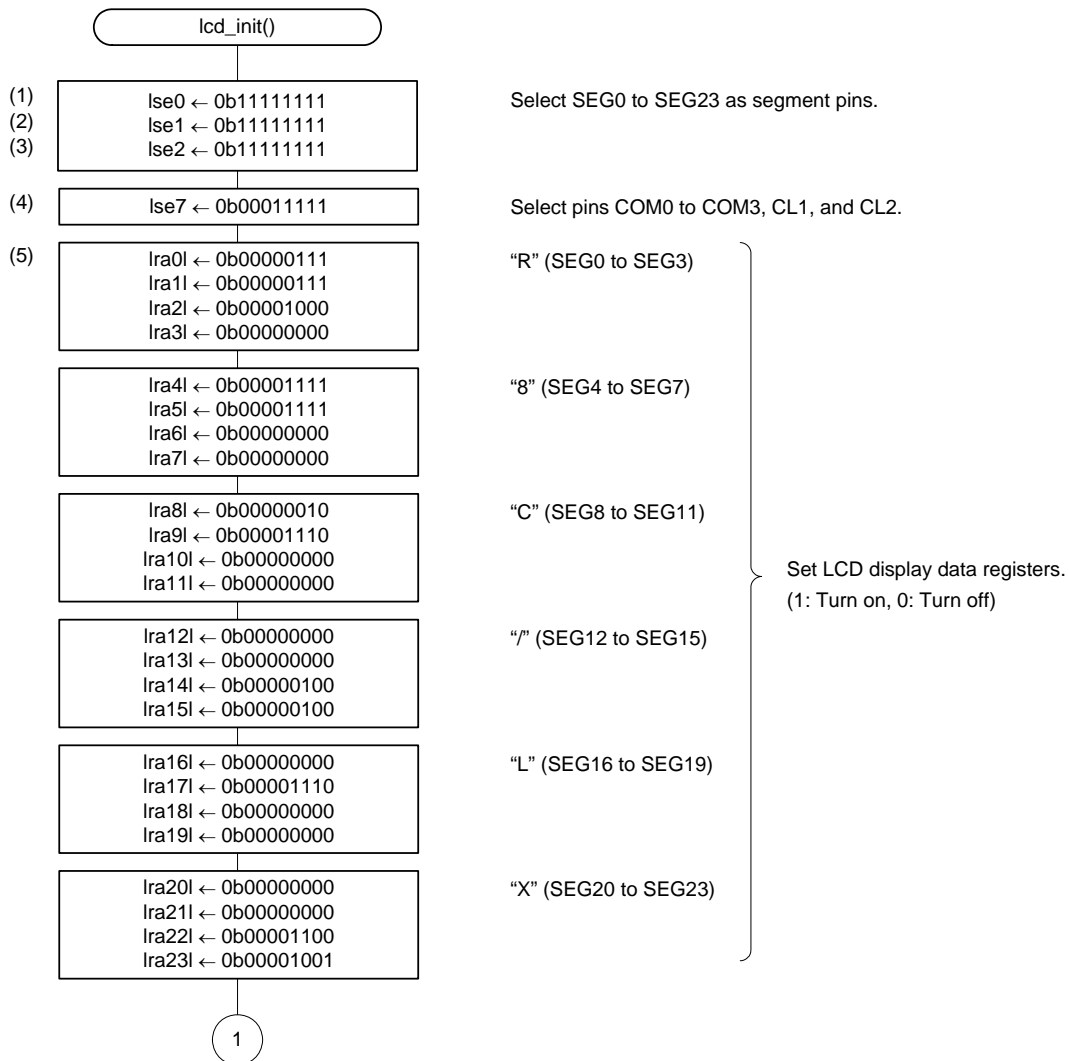 lcd_init()
(1) lse0 ← 0b11111111 Select SEG0 to SEG23 as segment pins.
(2) lse1 ← 0b11111111
(3) lse2 ← 0b11111111
(4) lse7 ← 0b00011111 Select pins COM0 to COM3, CL1, and CL2.
(5) lra0l ← 0b00000111 “R” (SEG0 to SEG3)
lra1l ← 0b00000111
lra2l ← 0b00001000
lra3l ← 0b00000000
lra4l ← 0b00001111 “8” (SEG4 to SEG7)
lra5l ← 0b00001111
lra6l ← 0b00000000
lra7l ← 0b00000000
lra8l ← 0b00000010 “C” (SEG8 to SEG11)
lra9l ← 0b00001110
lra10l ← 0b00000000
lra11l ← 0b00000000
Set LCD display data registers.
(1: Turn on, 0: Turn off)
lra12l ← 0b00000000 “/” (SEG12 to SEG15)
lra13l ← 0b00000000
lra14l ← 0b00000100
lra15l ← 0b00000100
lra16l ← 0b00000000 “L” (SEG16 to SEG19)
lra17l ← 0b00001110
lra18l ← 0b00000000
lra19l ← 0b00000000
lra20l ← 0b00000000 “X” (SEG20 to SEG23)
lra21l ← 0b00000000
lra22l ← 0b00001100
lra23l ← 0b00001001
1